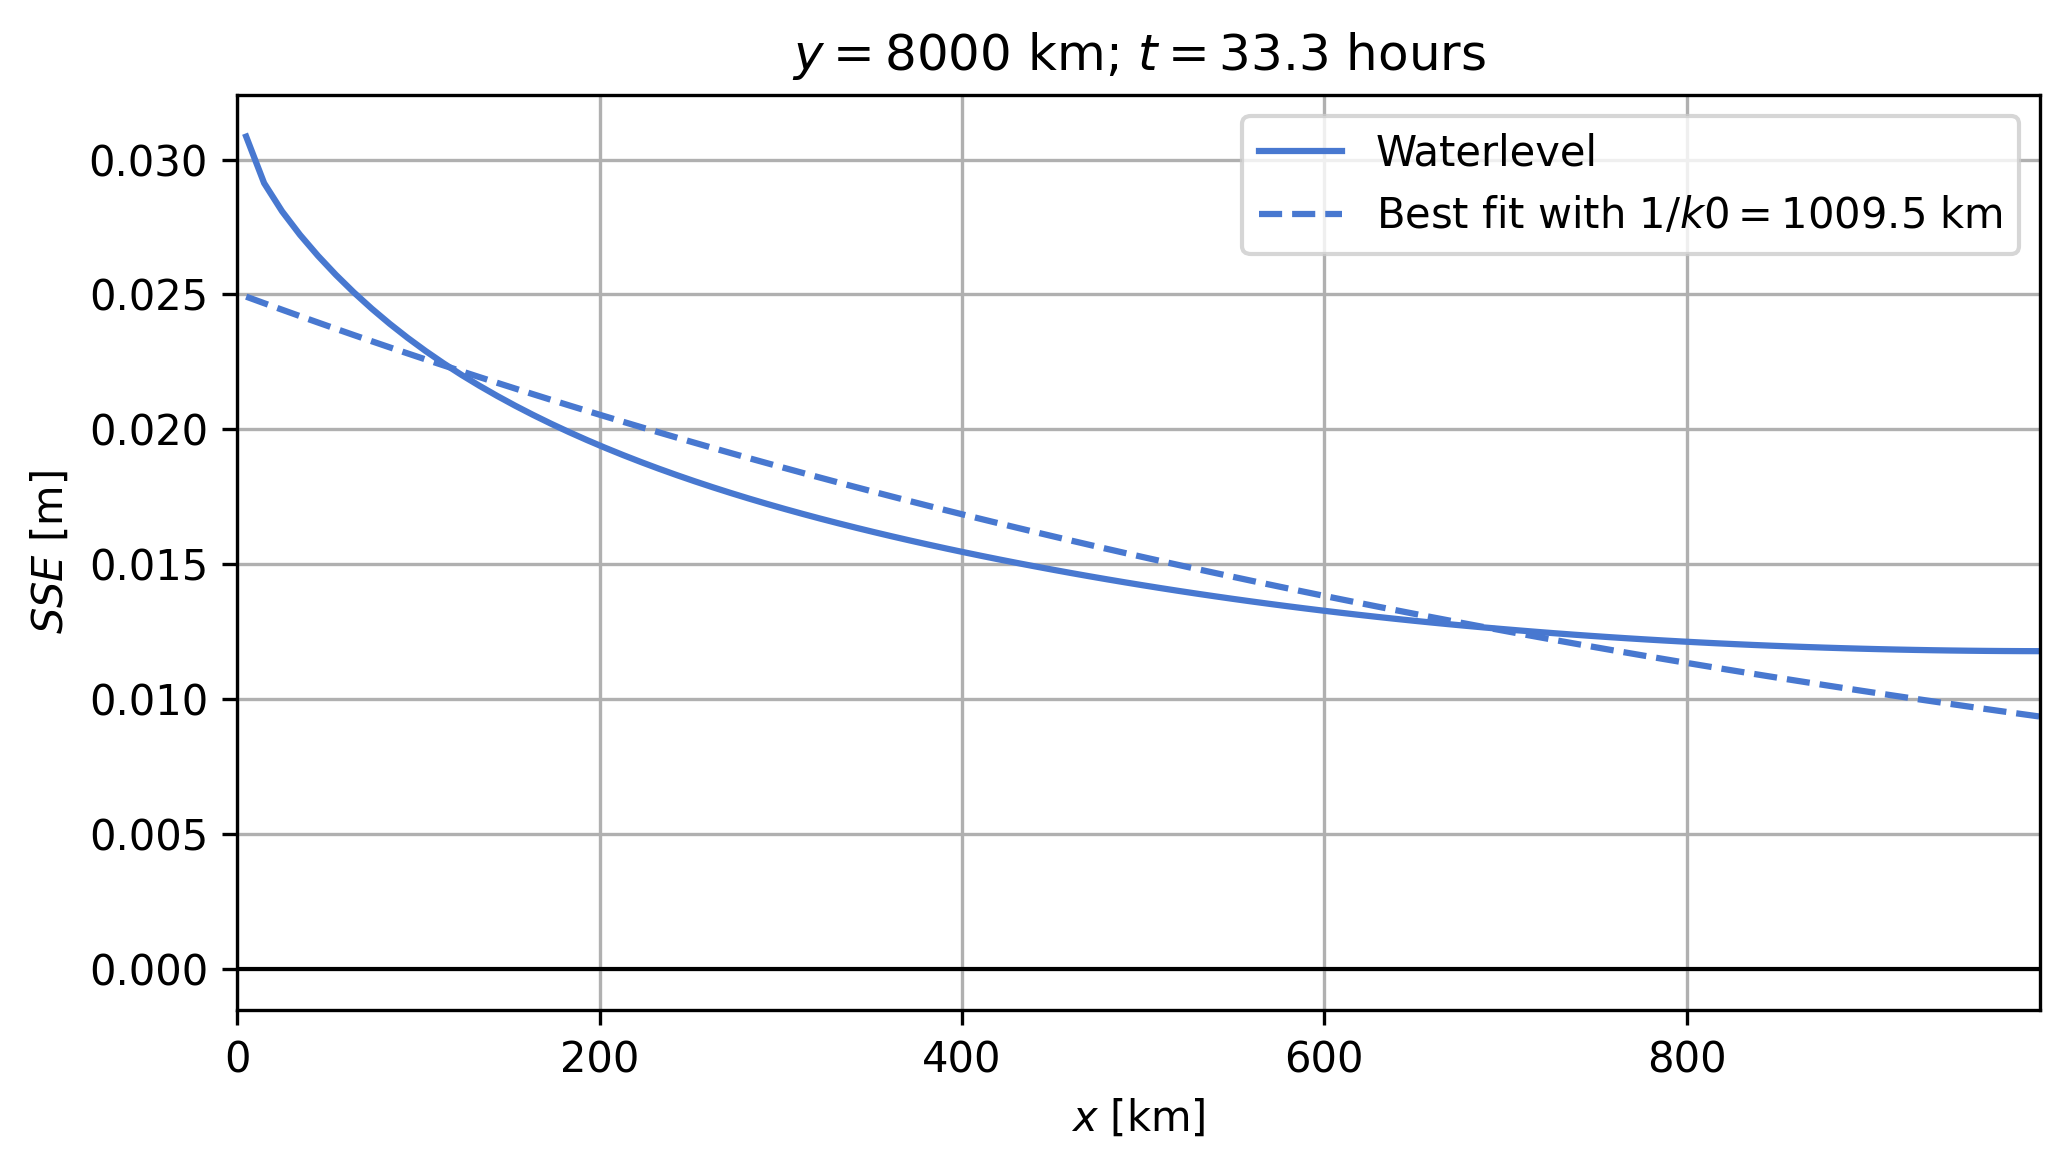 y = 8000 km; t = 33.3 hours
Waterlevel
Best fit with 1/k0 = 1009.5 km
0.030
0.025
0.020
0.015
0.010
0.005
0.000
SSE [m]
0 200 400 600 800
x [km]